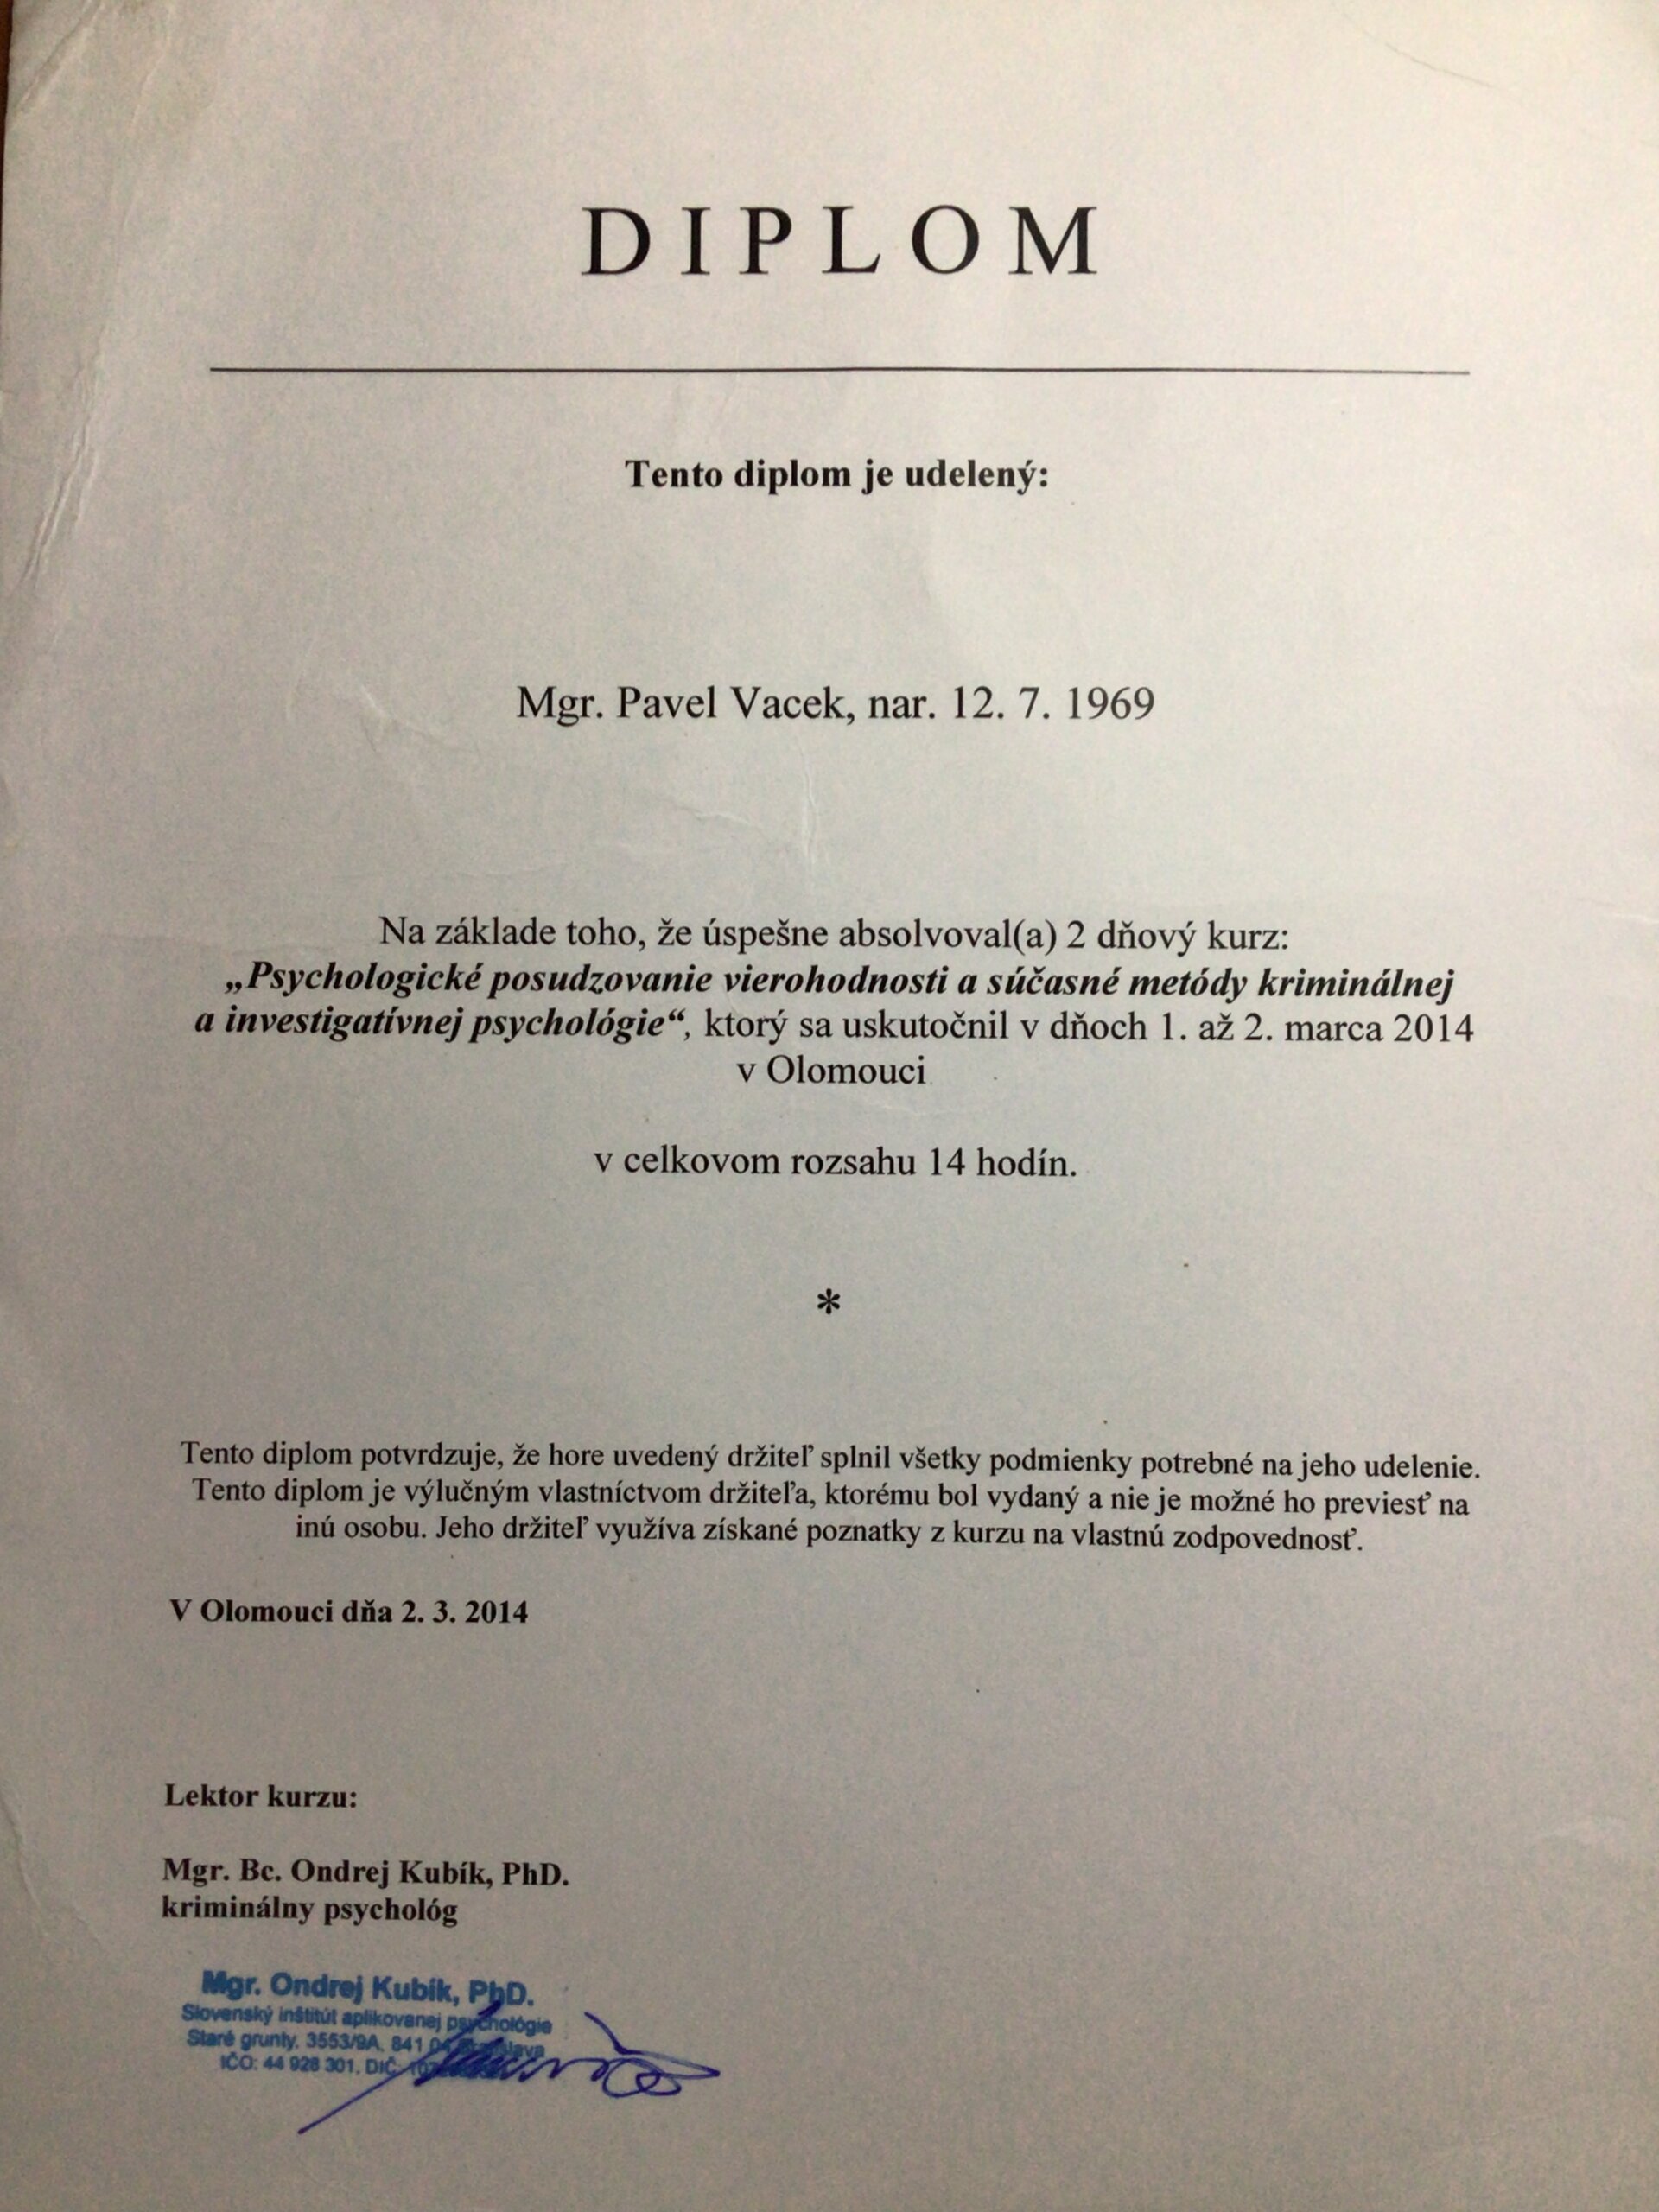 DIPLOM
Tento diplom je udelený:
Mgr. Pavel Vacek, nar. 12. 7. 1969
Na základe toho, že úspešne absolvoval(a) 2 dňový kurz:
„Psychologické posudzovanie vierohodnosti a súčasné metódy kriminálnej
a investigatívnej psychológie“, ktorý sa uskutočnil v dňoch 1. až 2. marca 2014
v Olomouci
v celkovom rozsahu 14 hodín.
*
Tento diplom potvrdzuje, že hore uvedený držiteľ splnil všetky podmienky potrebné na jeho udelenie.
Tento diplom je výlučným vlastníctvom držiteľa, ktorému bol vydaný a nie je možné ho previesť na
inú osobu. Jeho držiteľ využíva získané poznatky z kurzu na vlastnú zodpovednosť.
V Olomouci dňa 2. 3. 2014
Lektor kurzu:
Mgr. Bc. Ondrej Kubík, PhD.
kriminálny psychológ
Mgr. Ondrej Kubík, PhD.
Slovenský inštitút aplikovanej psychológie
Staré grunty, 3553/9A, 841
IČO: 44 928 301, DIČ